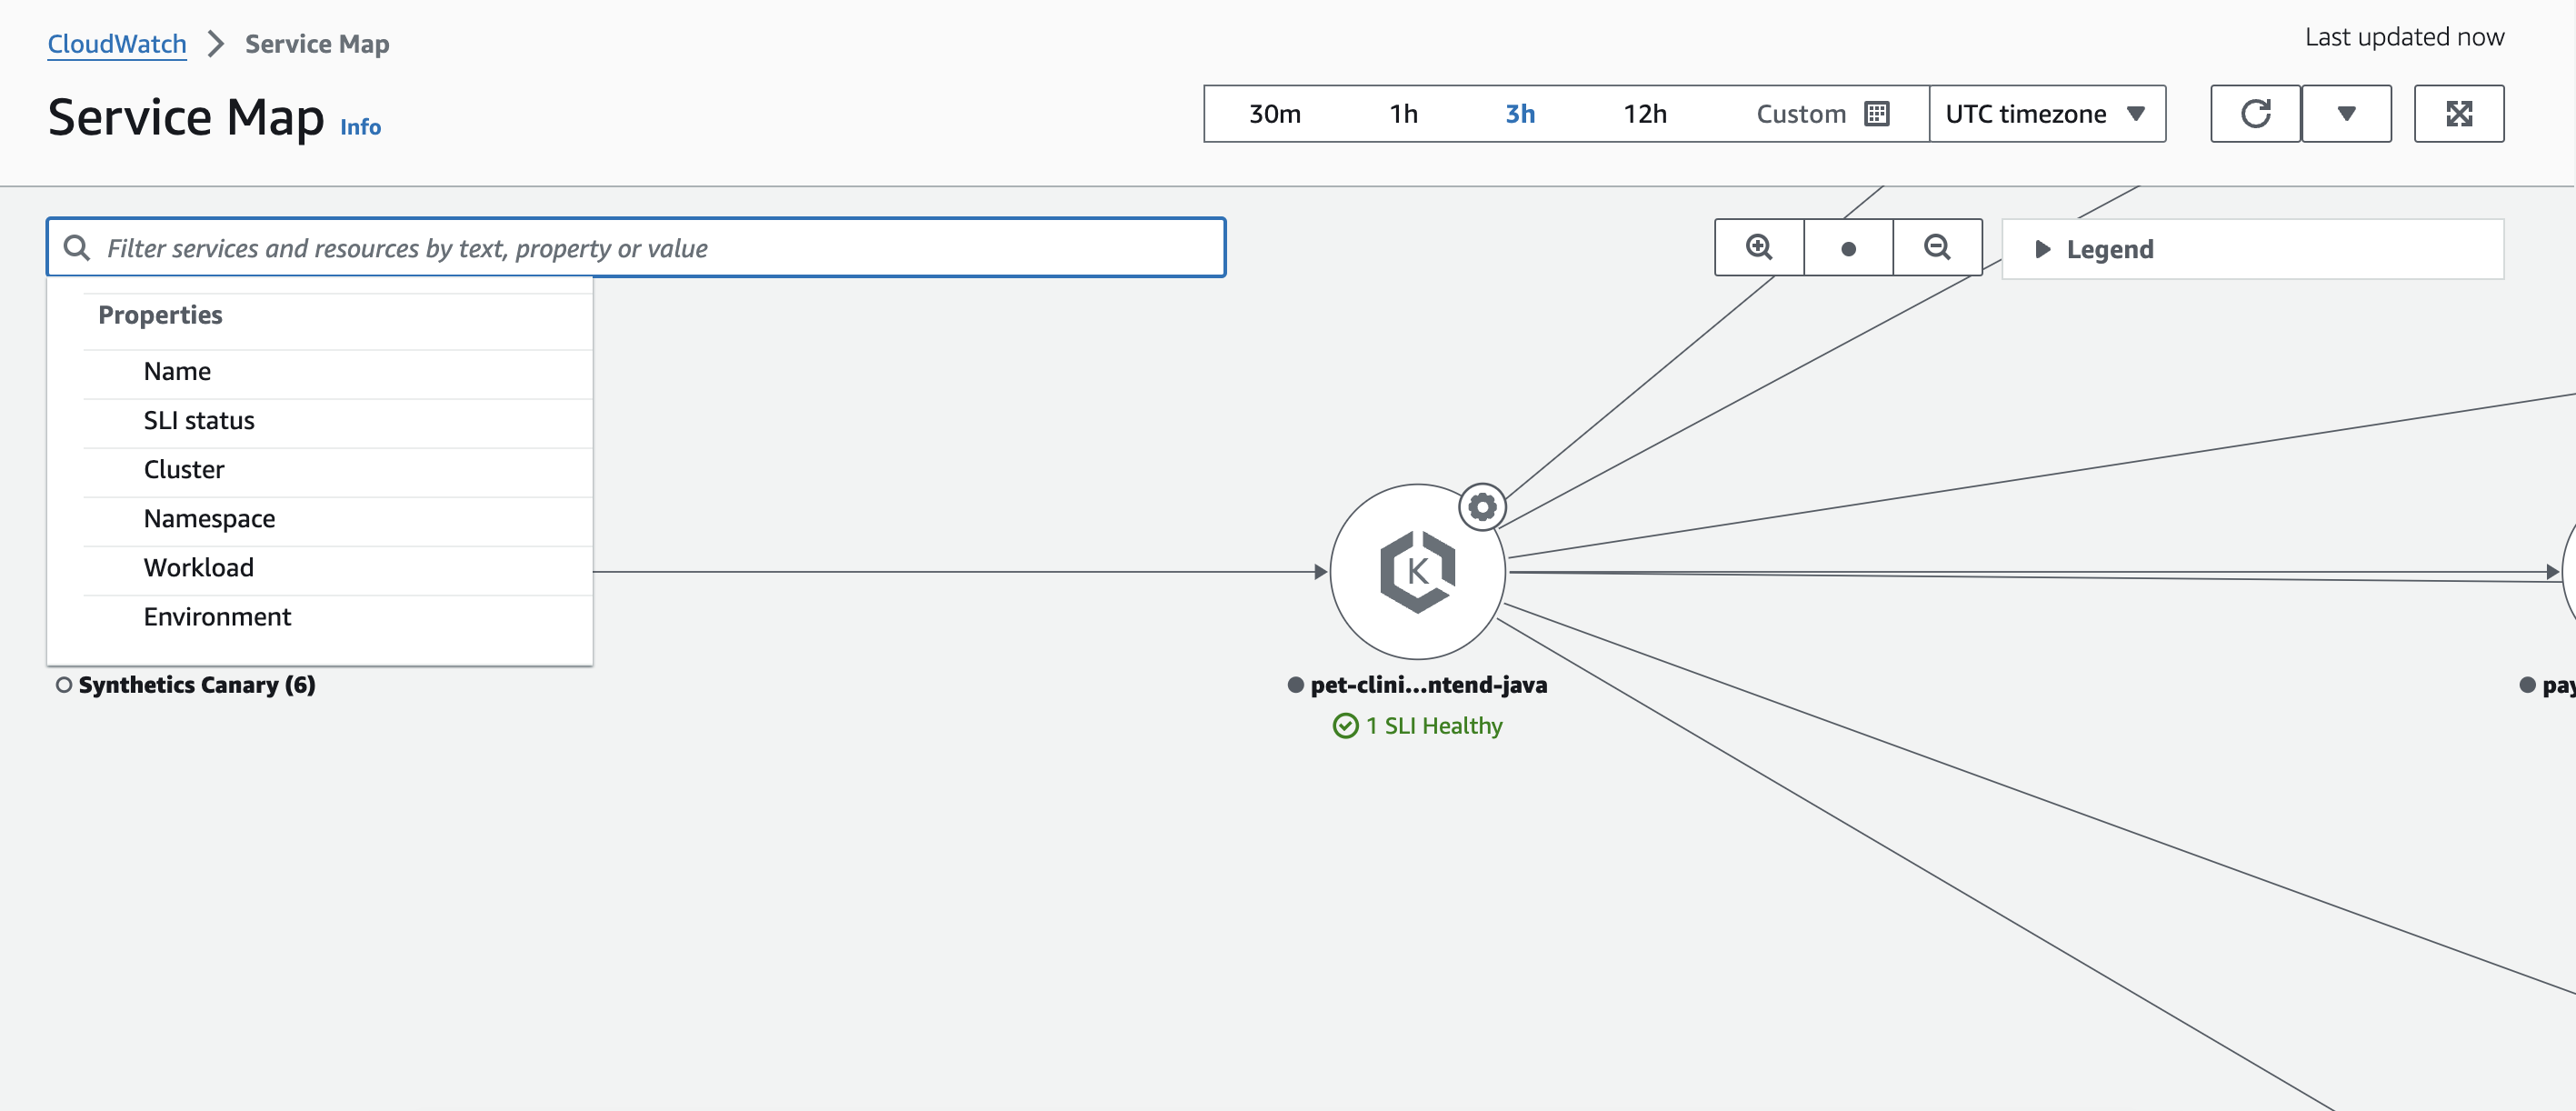 CloudWatch > Service Map
Last updated now
Service Map Info
30m 1h 3h 12h Custom UTC timezone
Filter services and resources by text, property or value
Legend
Properties
Name
SLI status
Cluster
Namespace
Workload
Environment
K
Synthetics Canary (6)
pet-clini...ntend-java
pay
1 SLI Healthy